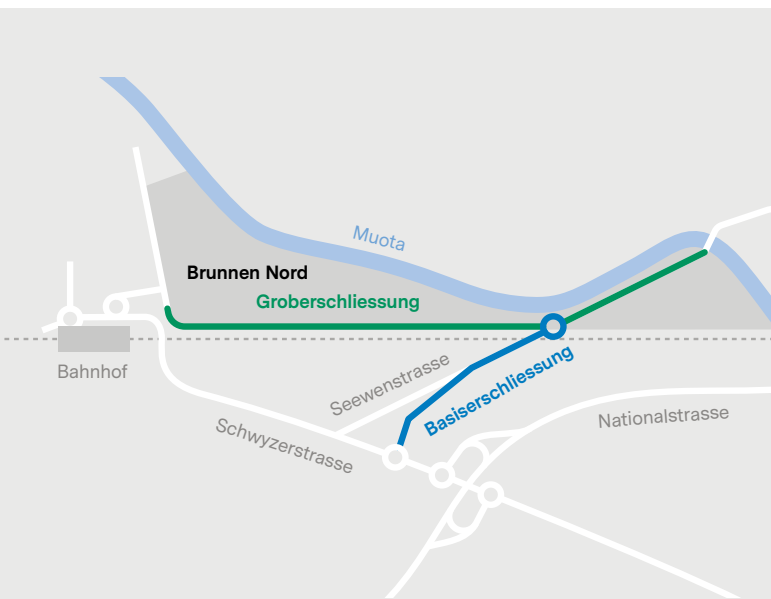 Muota
Brunnen Nord
Groberschliessung
Bahnhof
Seewenstrasse
Basiserschliessung
Schwyzerstrasse
Nationalstrasse